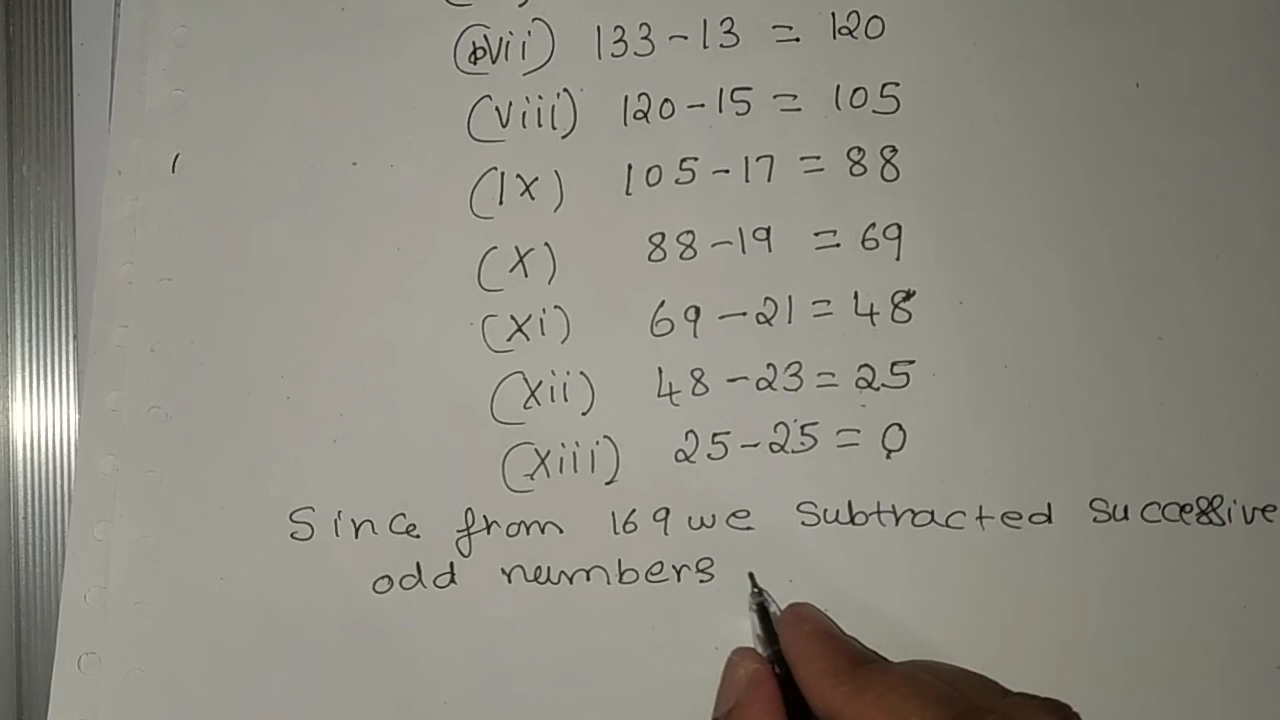 (vii) 133-13 = 120
(viii) 120-15 = 105
(IX) 105-17 = 88
(X) 88-19 = 69
(Xi) 69-21 = 48
(Xii) 48-23 = 25
(Xiii) 25-25 = 0
Since from 169 we subtracted successive
odd numbers